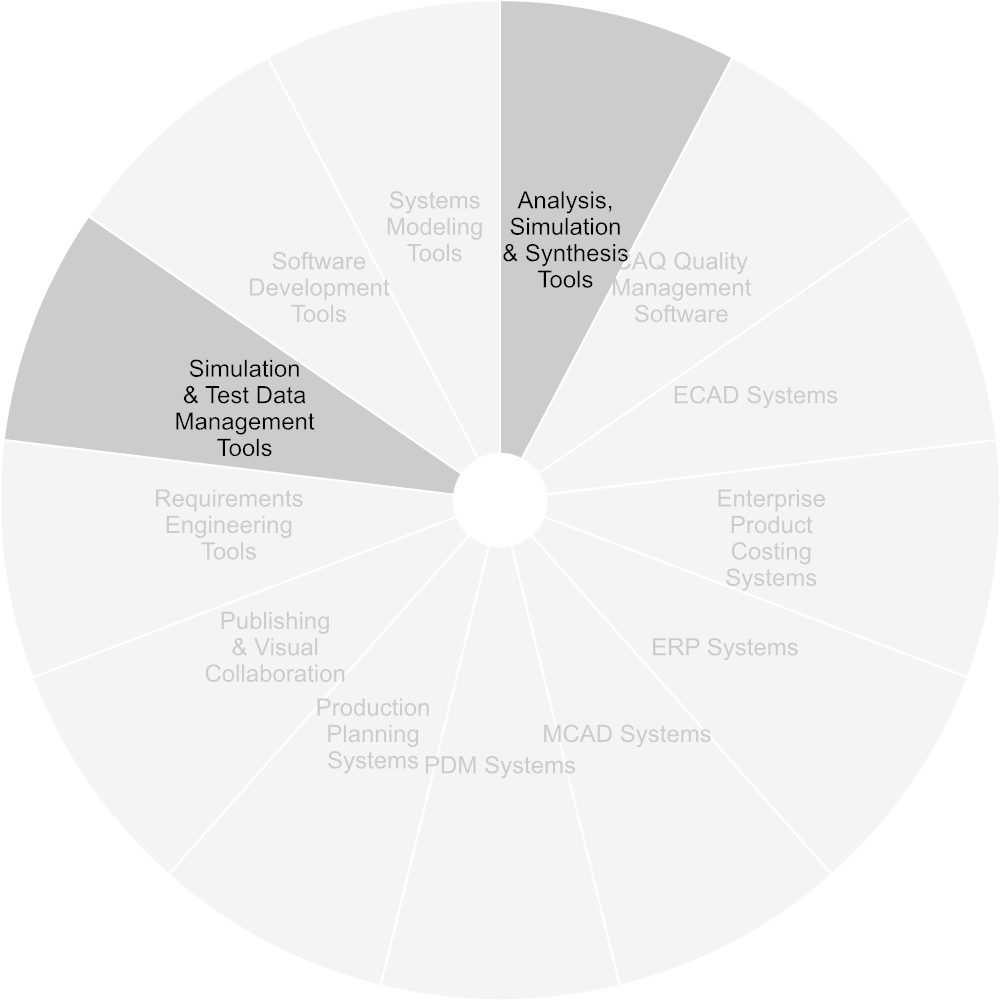 Analysis,
Simulation
& Synthesis
Tools
CAQ Quality
Management
Software
ECAD Systems
Enterprise
Product
Costing
Systems
ERP Systems
MCAD Systems
PDM Systems
Production
Planning
Systems
Publishing
& Visual
Collaboration
Requirements
Engineering
Tools
Simulation
& Test Data
Management
Tools
Software
Development
Tools
Systems
Modeling
Tools